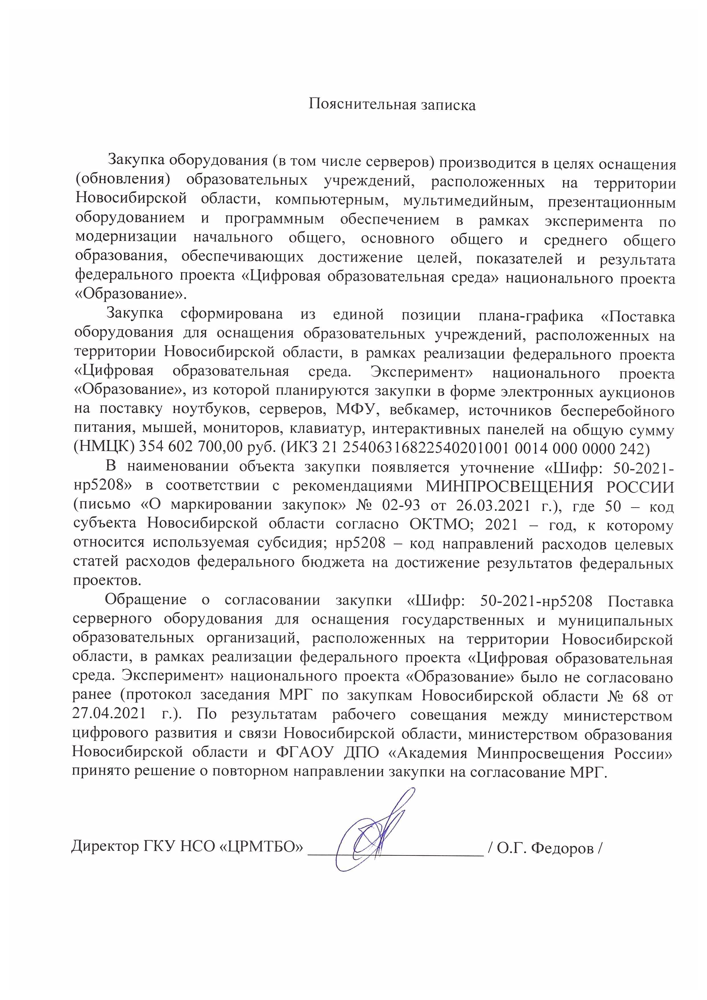 Пояснительная записка
Закупка оборудования (в том числе серверов) производится в целях оснащения
(обновления) образовательных учреждений, расположенных на территории
Новосибирской области, компьютерным, мультимедийным, презентационным
оборудованием и программным обеспечением в рамках эксперимента по
модернизации начального общего, основного общего и среднего общего
образования, обеспечивающих достижение целей, показателей и результата
федерального проекта «Цифровая образовательная среда» национального проекта
«Образование».
Закупка сформирована из единой позиции плана-графика «Поставка
оборудования для оснащения образовательных учреждений, расположенных на
территории Новосибирской области, в рамках реализации федерального проекта
«Цифровая образовательная среда. Эксперимент» национального проекта
«Образование», из которой планируются закупки в форме электронных аукционов
на поставку ноутбуков, серверов, МФУ, вебкамер, источников бесперебойного
питания, мышей, мониторов, клавиатур, интерактивных панелей на общую сумму
(НМЦК) 354 602 700,00 руб. (ИКЗ 21 25406316822540201001 0014 000 0000 242)
В наименовании объекта закупки появляется уточнение «Шифр: 50-2021-
нр5208» в соответствии с рекомендациями МИНПРОСВЕЩЕНИЯ РОССИИ
(письмо «О маркировании закупок» № 02-93 от 26.03.2021 г.), где 50 – код
субъекта Новосибирской области согласно ОКТМО; 2021 – год, к которому
относится используемая субсидия; нр5208 – код направлений расходов целевых
статей расходов федерального бюджета на достижение результатов федеральных
проектов.
Обращение о согласовании закупки «Шифр: 50-2021-нр5208 Поставка
серверного оборудования для оснащения государственных и муниципальных
образовательных организаций, расположенных на территории Новосибирской
области, в рамках реализации федерального проекта «Цифровая образовательная
среда. Эксперимент» национального проекта «Образование» было не согласовано
ранее (протокол заседания МРГ по закупкам Новосибирской области № 68 от
27.04.2021 г.). По результатам рабочего совещания между министерством
цифрового развития и связи Новосибирской области, министерством образования
Новосибирской области и ФГАОУ ДПО «Академия Минпросвещения России»
принято решение о повторном направлении закупки на согласование МРГ.
Директор ГКУ НСО «ЦРМТБО» / О.Г. Федоров /